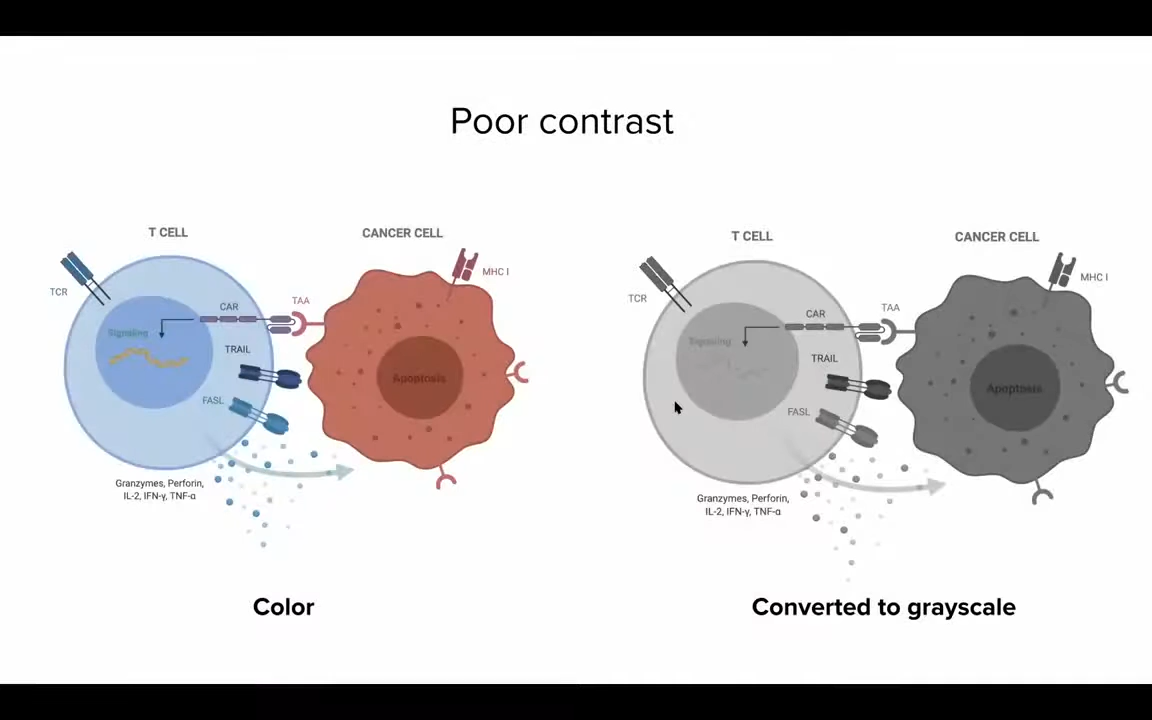 Poor contrast
T CELL
CANCER CELL
TCR
MHC I
CAR
TAA
Signaling
TRAIL
Apoptosis
FASL
Granzymes, Perforin,
IL-2, IFN-γ, TNF-α
Color
T CELL
CANCER CELL
TCR
MHC I
CAR
TAA
Signaling
TRAIL
Apoptosis
FASL
Granzymes, Perforin,
IL-2, IFN-γ, TNF-α
Converted to grayscale